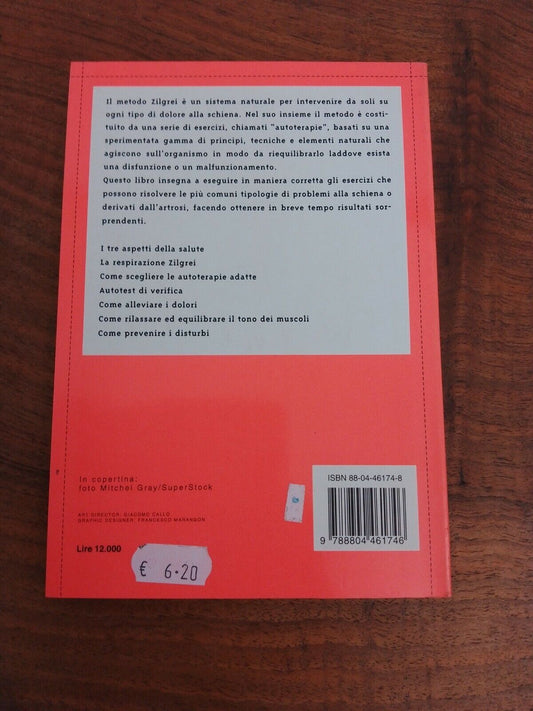 Il metodo Zilgrei è un sistema naturale per intervenire da soli su
ogni tipo di dolore alla schiena. Nel suo insieme il metodo è costi-
tuito da una serie di esercizi, chiamati "autoterapie", basati su una
sperimentata gamma di principi, tecniche e elementi naturali che
agiscono sull'organismo in modo da riequilibrarlo laddove esista
una disfunzione o un malfunzionamento.
Questo libro insegna a eseguire in maniera corretta gli esercizi che
possono risolvere le più comuni tipologie di problemi alla schiena o
derivati dall'artrosi, facendo ottenere in breve tempo risultati sor-
prendenti.
I tre aspetti della salute
La respirazione Zilgrei
Come scegliere le autoterapie adatte
Autotest di verifica
Come alleviare i dolori
Come rilassare ed equilibrare il tono dei muscoli
Come prevenire i disturbi
In copertina:
foto Mitchel Gray/SuperStock
ART DIRECTOR: GIACOMO CALLO
GRAPHIC DESIGNER: FRANCESCO MARANGON
Lire 12.000
€ 6.20
ISBN 88-04-46174-8
9 788804 461746